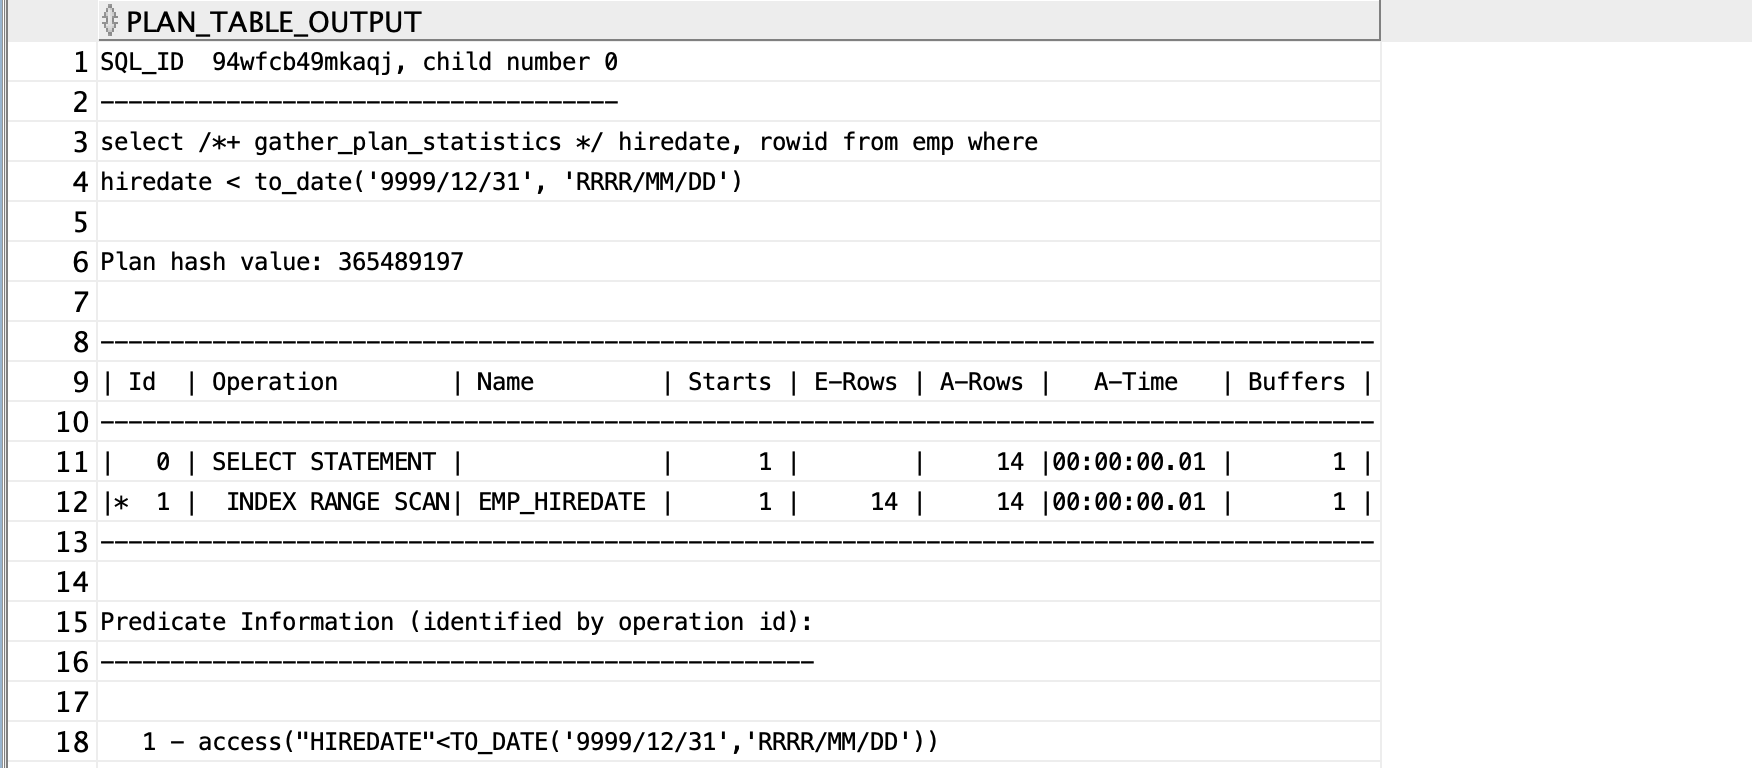 PLAN_TABLE_OUTPUT
1 SQL_ID  94wfcb49mkaqj, child number 0
2 -------------------------------------
3 select /*+ gather_plan_statistics */ hiredate, rowid from emp where
4 hiredate < to_date('9999/12/31', 'RRRR/MM/DD')
5
6 Plan hash value: 365489197
7
8 -------------------------------------------------------------------------------------------
9 | Id  | Operation        | Name         | Starts | E-Rows | A-Rows |   A-Time   | Buffers |
10 -------------------------------------------------------------------------------------------
11 |   0 | SELECT STATEMENT |              |      1 |        |     14 |00:00:00.01 |       1 |
12 |*  1 |  INDEX RANGE SCAN| EMP_HIREDATE |      1 |     14 |     14 |00:00:00.01 |       1 |
13 -------------------------------------------------------------------------------------------
14
15 Predicate Information (identified by operation id):
16 ---------------------------------------------------
17
18    1 - access("HIREDATE"<TO_DATE('9999/12/31','RRRR/MM/DD'))